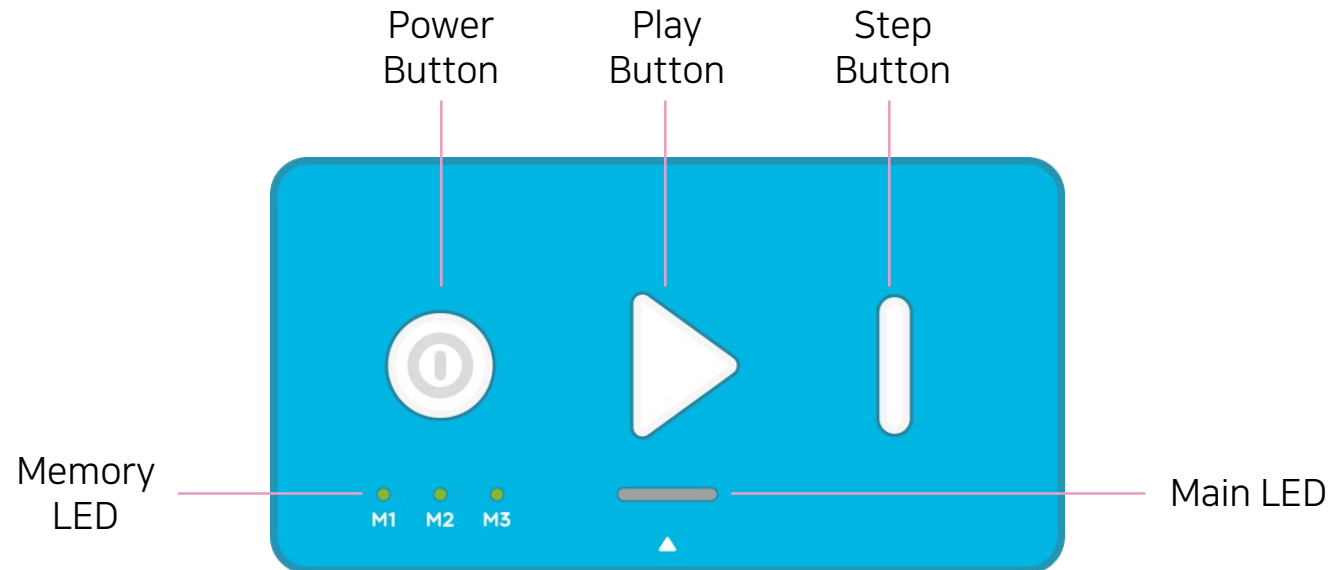 Power
Button
Play
Button
Step
Button
Memory
LED
M1 M2 M3
Main LED